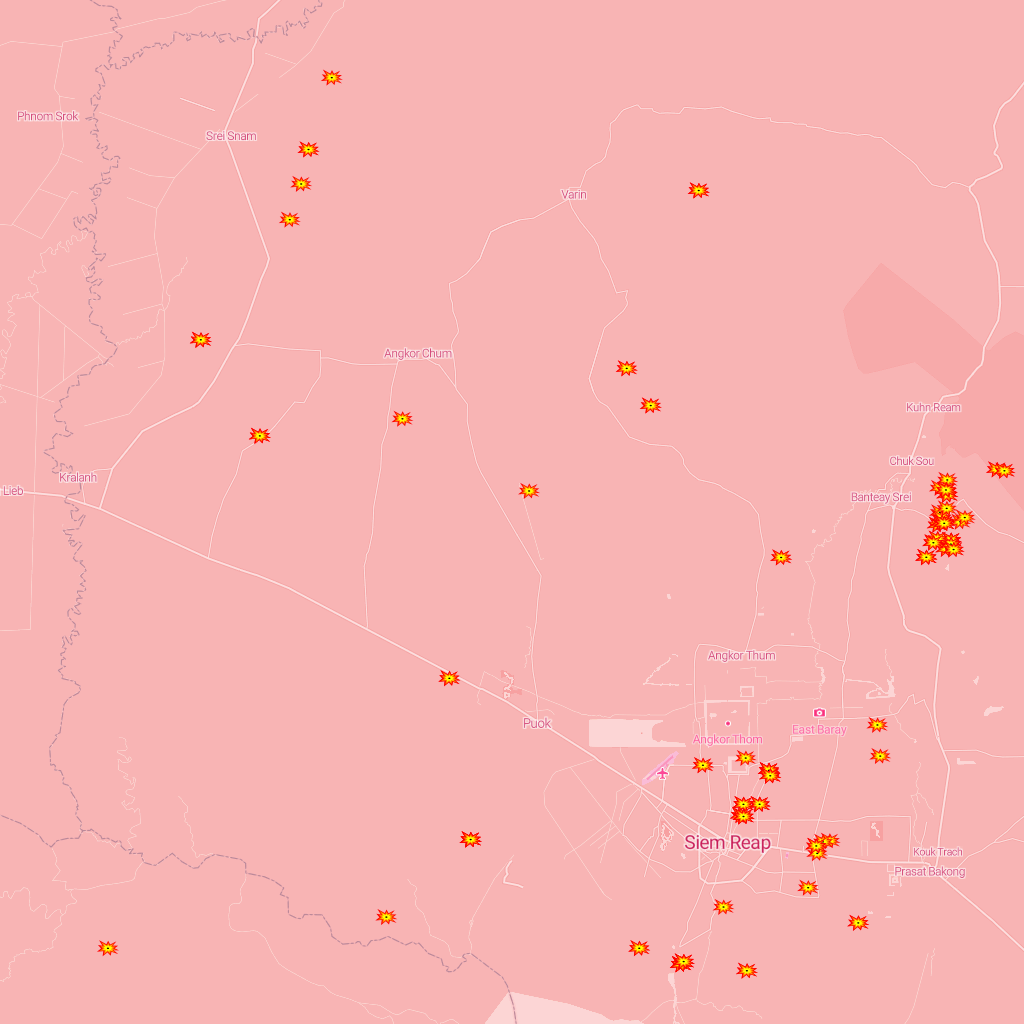 Phnom Srok
Srei Snam
Varin
Angkor Chum
Kuhn Ream
Chuk Sou
Kralanh
Lieb
Banteay Srei
Angkor Thum
Puok
East Baray
Angkor Thom
Siem Reap
Kouk Trach
Prasat Bakong